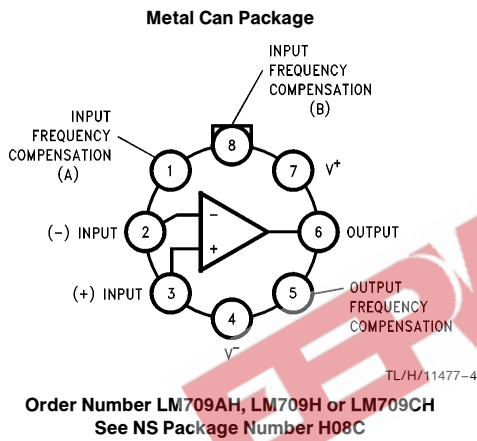 Metal Can Package
INPUT
FREQUENCY
COMPENSATION
(B)
INPUT
FREQUENCY
COMPENSATION
(A)
8
1
7
V+
(-) INPUT
2
−
+
6
OUTPUT
(+) INPUT
3
5
OUTPUT
FREQUENCY
COMPENSATION
4
V−
TL/H/11477–4
Order Number LM709AH, LM709H or LM709CH
See NS Package Number H08C